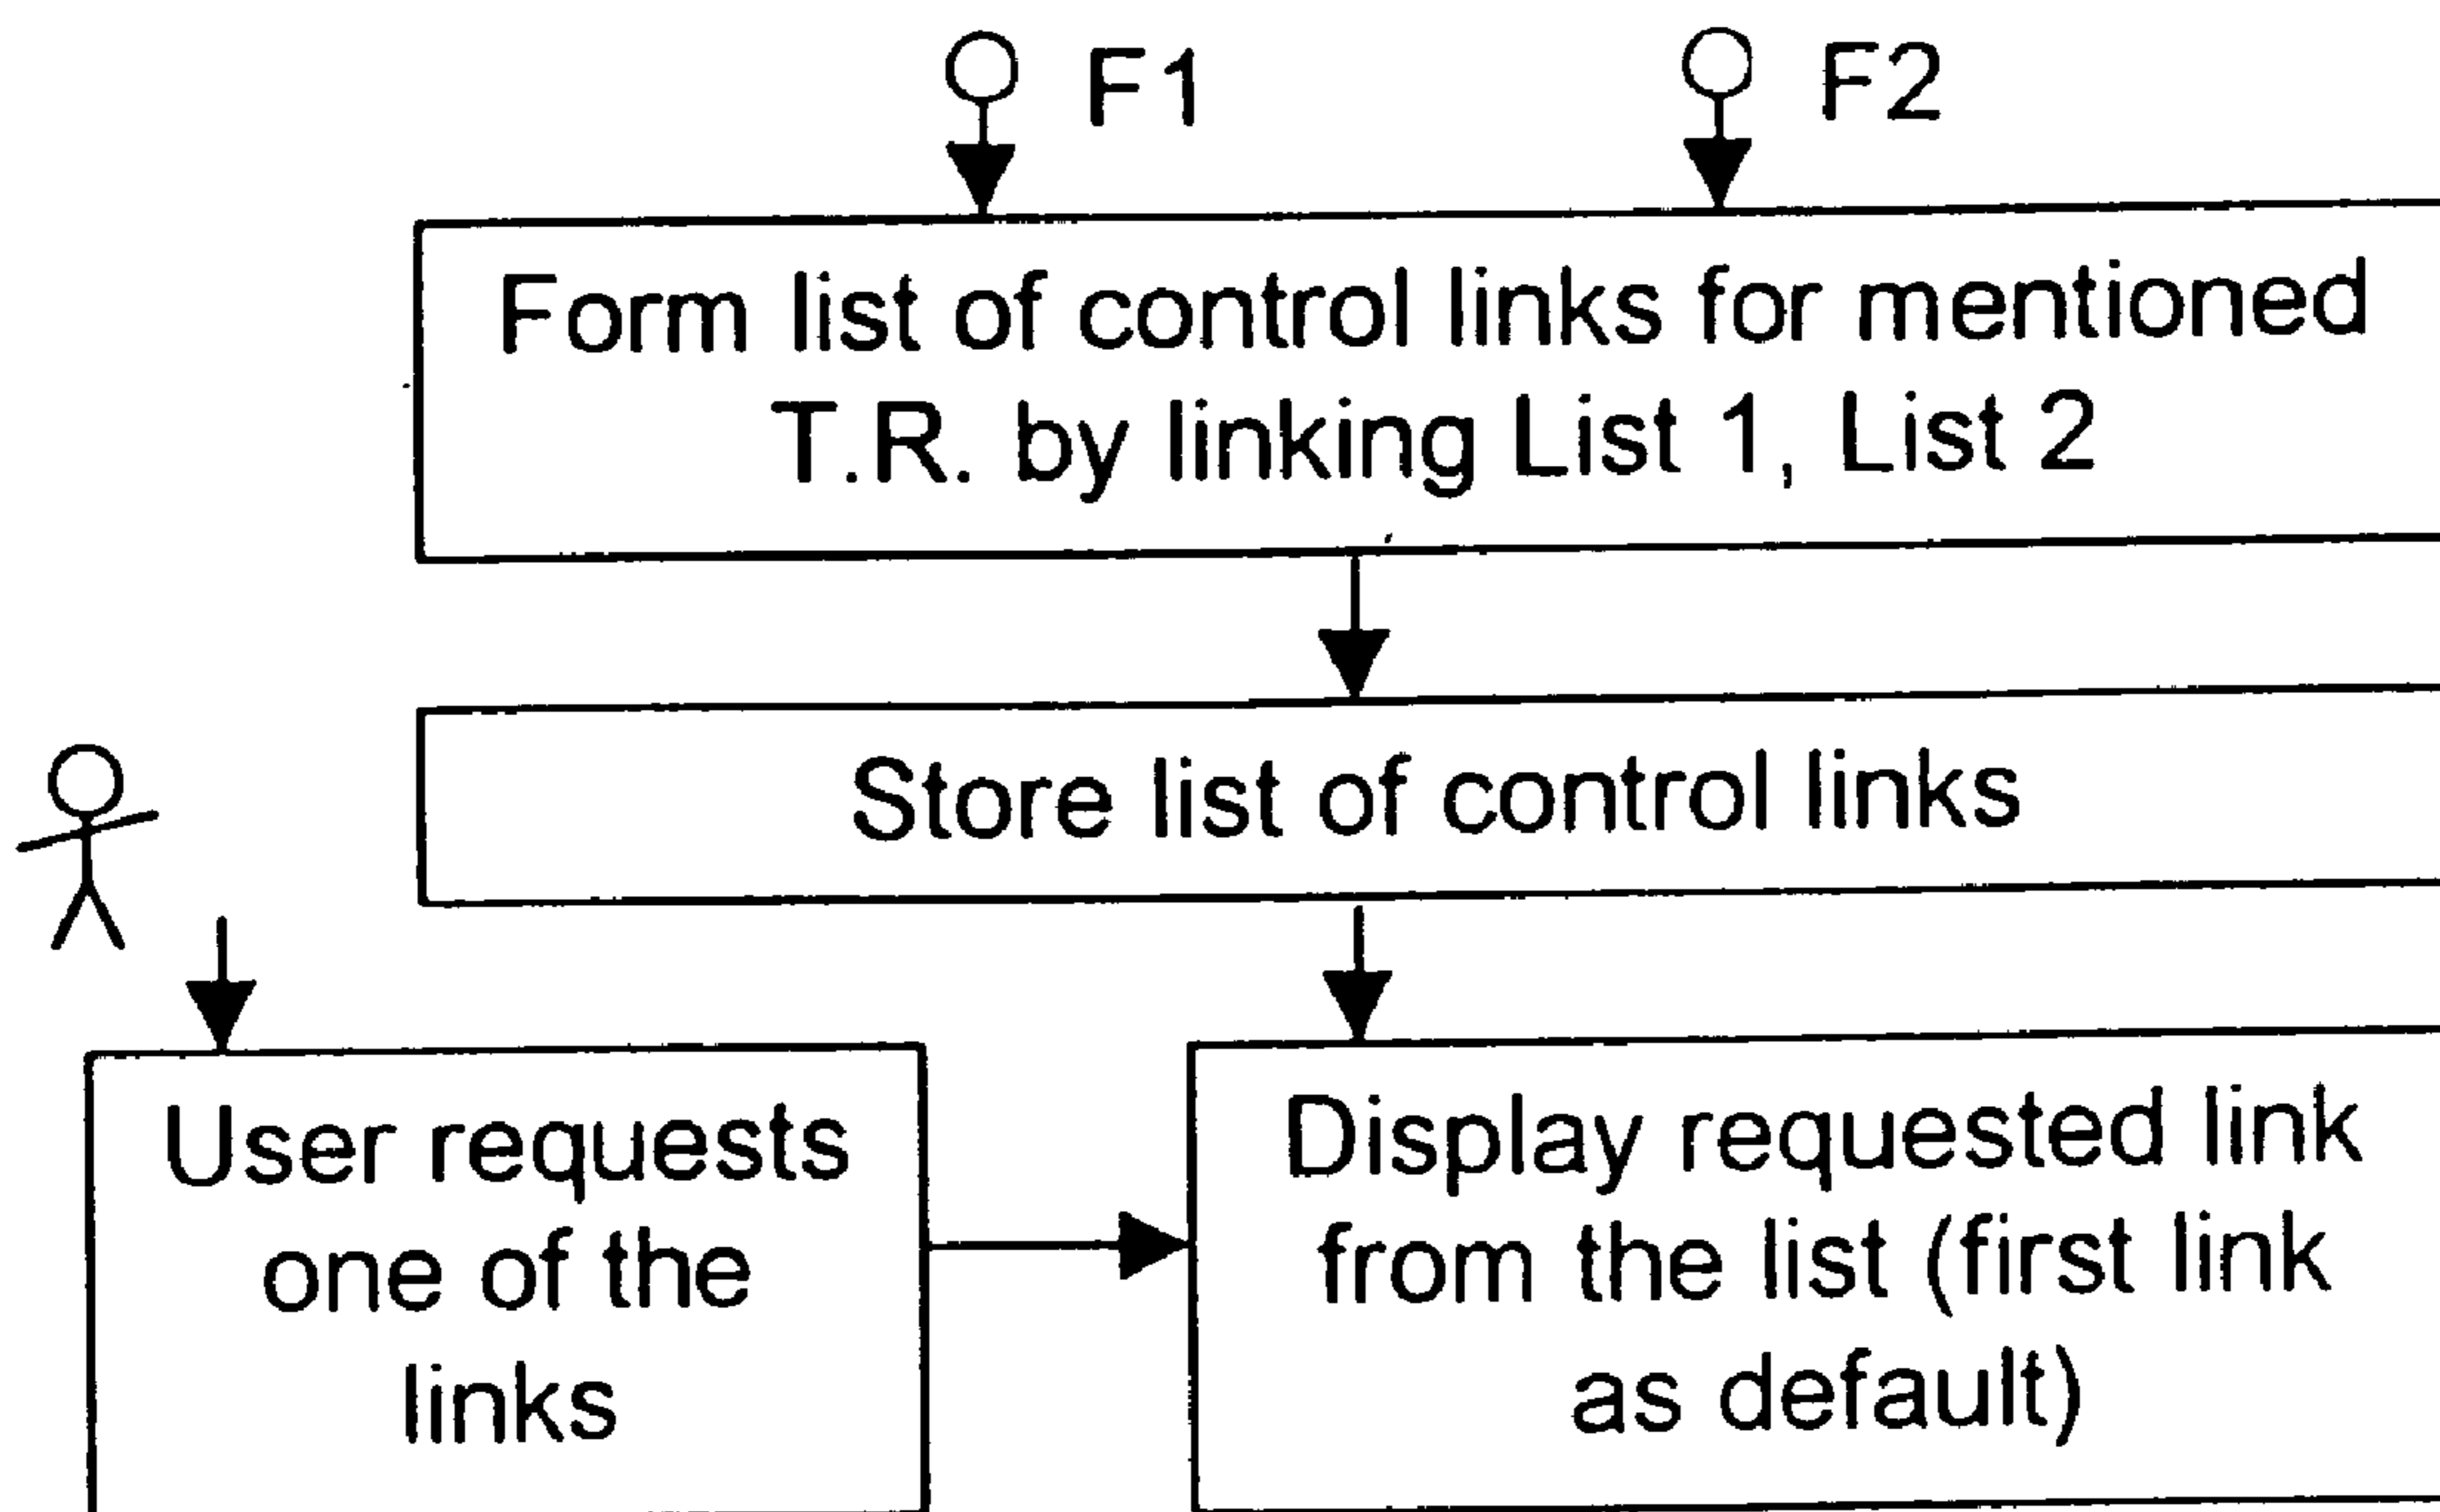 F1 F2
Form list of control links for mentioned
T.R. by linking List 1, List 2
Store list of control links
User requests
one of the
links
Display requested link
from the list (first link
as default)